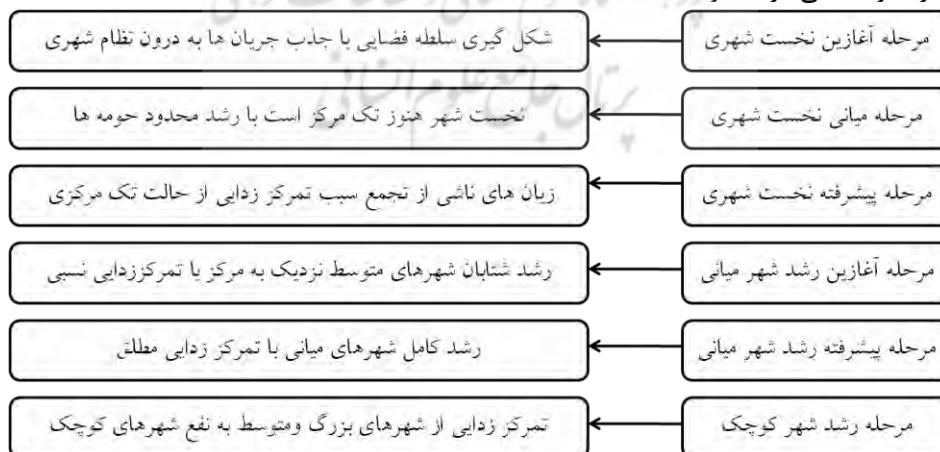 مرحله آغازین نخست شهری
شکل گیری سلطه فضایی با جذب جریان ها به درون نظام شهری
پرتال جامع علوم انسانی
مرحله میانی نخست شهری
نخست شهر هنوز تک مرکز است با رشد محدود حومه ها
مرحله پیشرفته نخست شهری
زیان های ناشی از تجمع سبب تمرکز زدایی از حالت تک مرکزی
مرحله آغازین رشد شهر میانی
رشد شتابان شهرهای متوسط نزدیک به مرکز با تمرکززدایی نسبی
مرحله پیشرفته رشد شهر میانی
رشد کامل شهرهای میانی با تمرکز زدایی مطلق
مرحله رشد شهر کوچک
تمرکز زدایی از شهرهای بزرگ ومتوسط به نفع شهرهای کوچک